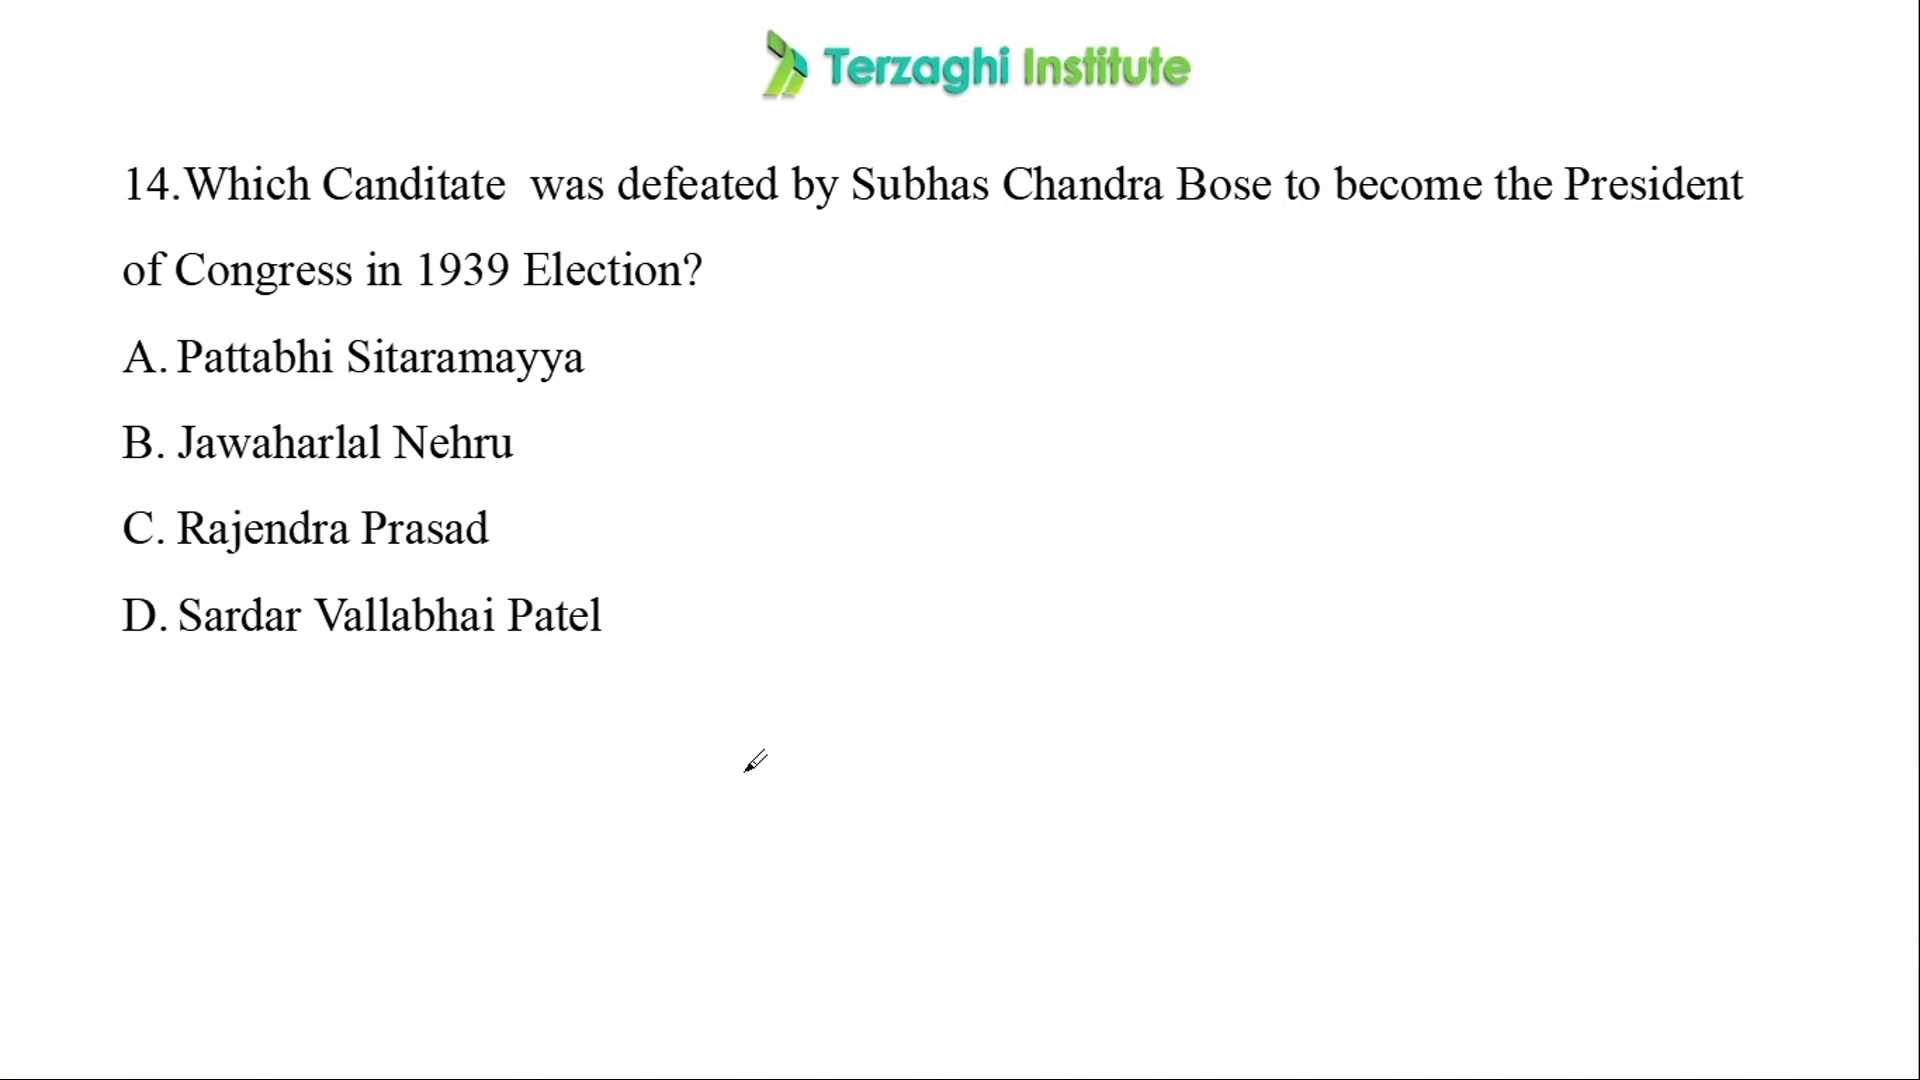 Terzaghi Institute
14.Which Canditate was defeated by Subhas Chandra Bose to become the President
of Congress in 1939 Election?
A. Pattabhi Sitaramayya
B. Jawaharlal Nehru
C. Rajendra Prasad
D. Sardar Vallabhai Patel